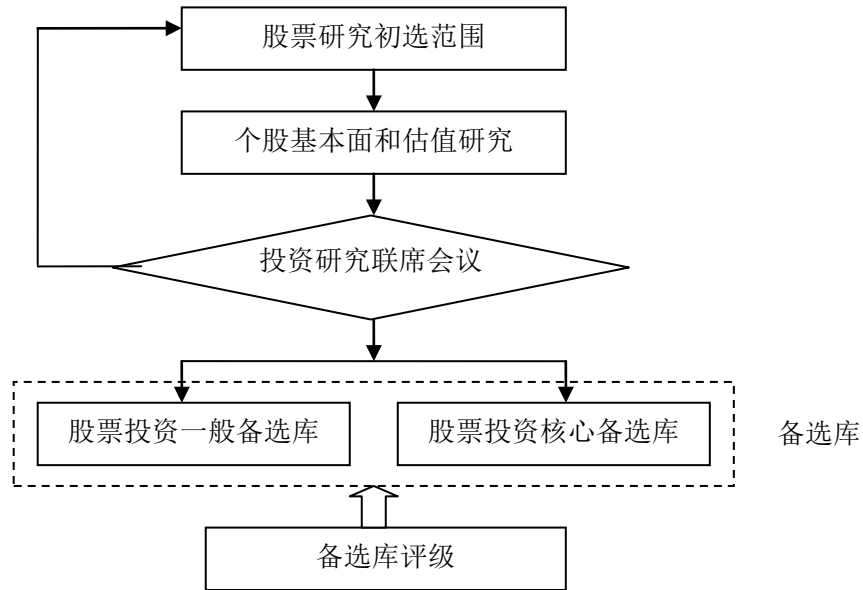 股票研究初选范围
个股基本面和估值研究
投资研究联席会议
股票投资一般备选库
股票投资核心备选库
备选库
备选库评级